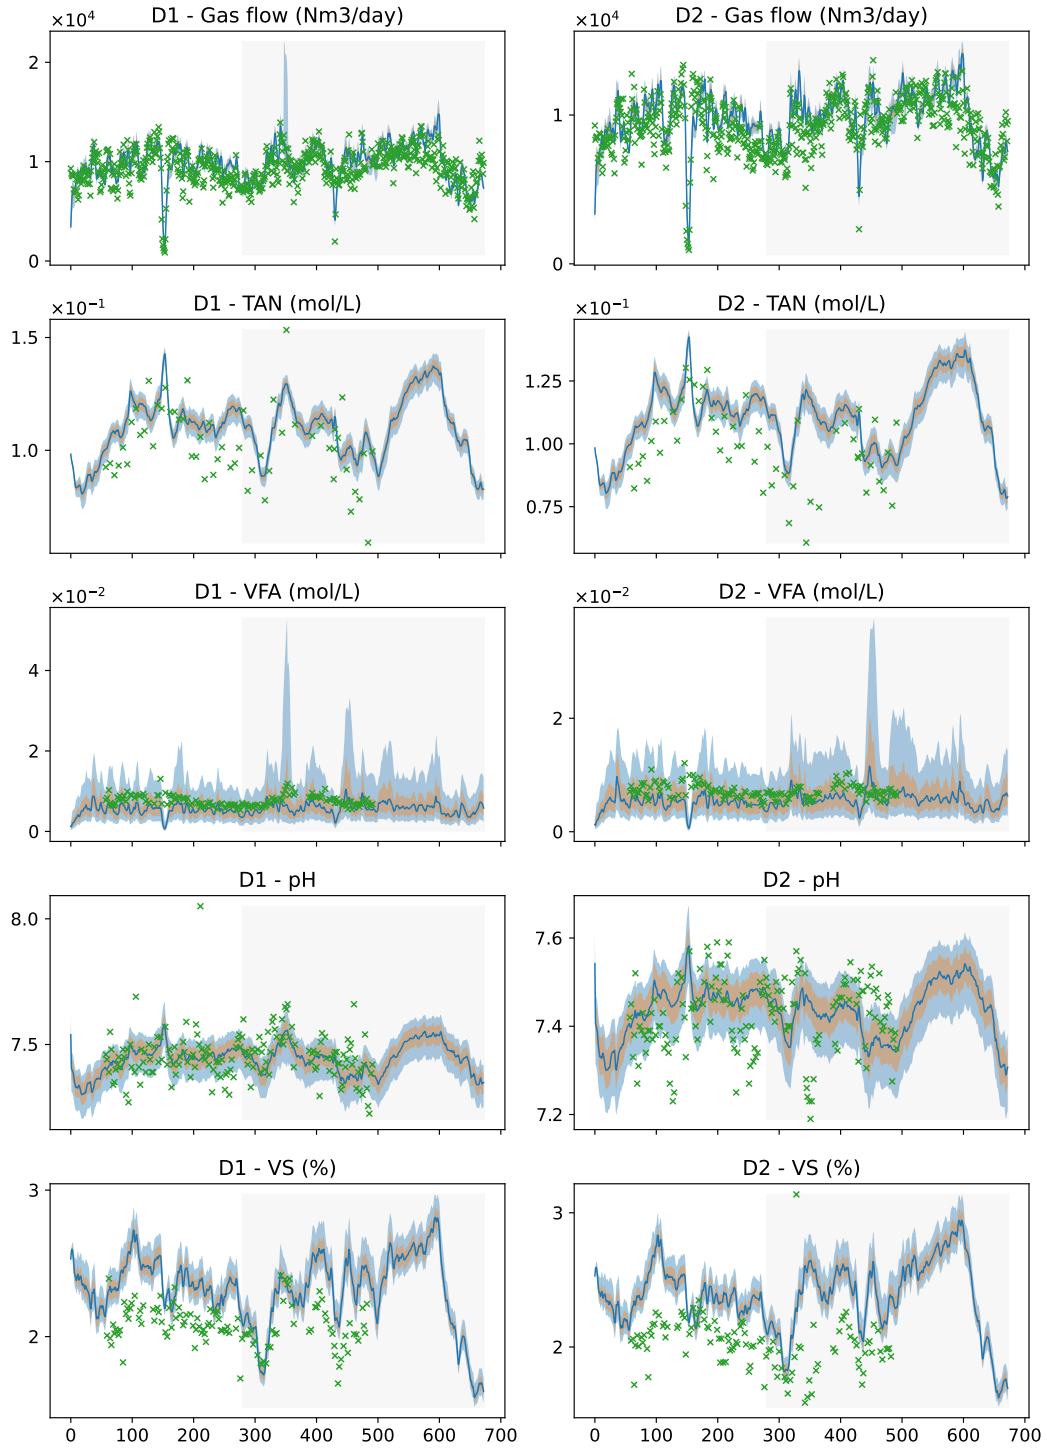 D1 - Gas flow (Nm3/day)
×10⁴
2
1
0
D2 - Gas flow (Nm3/day)
×10⁴
1
0
D1 - TAN (mol/L)
×10⁻¹
1.5
1.0
D2 - TAN (mol/L)
×10⁻¹
1.25
1.00
0.75
D1 - VFA (mol/L)
×10⁻²
4
2
0
D2 - VFA (mol/L)
×10⁻²
2
0
D1 - pH
8.0
7.5
D2 - pH
7.6
7.4
7.2
D1 - VS (%)
3
2
0 100 200 300 400 500 600 700
D2 - VS (%)
3
2
0 100 200 300 400 500 600 700